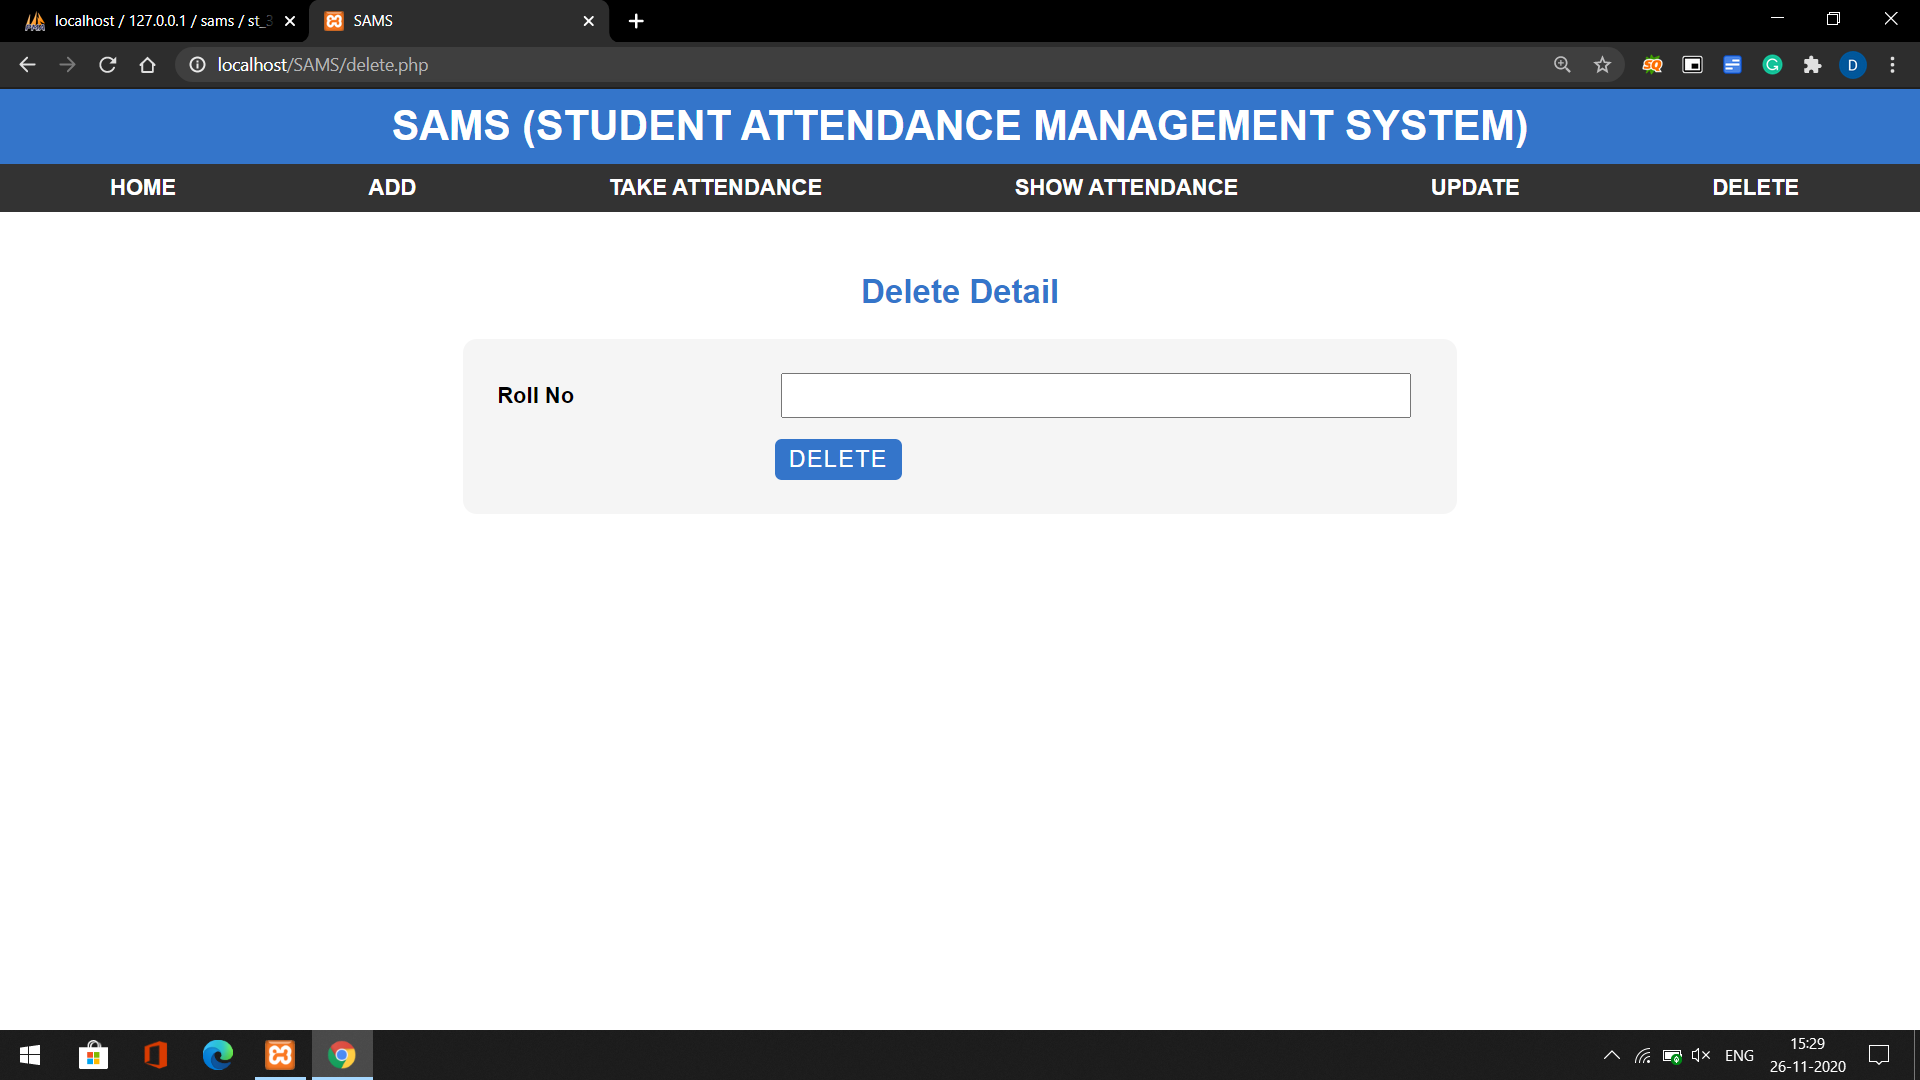 localhost / 127.0.0.1 / sams / st_3
SAMS
localhost/SAMS/delete.php
D
SAMS (STUDENT ATTENDANCE MANAGEMENT SYSTEM)
HOME ADD TAKE ATTENDANCE SHOW ATTENDANCE UPDATE DELETE
Delete Detail
Roll No
DELETE
ENG
15:29
26-11-2020